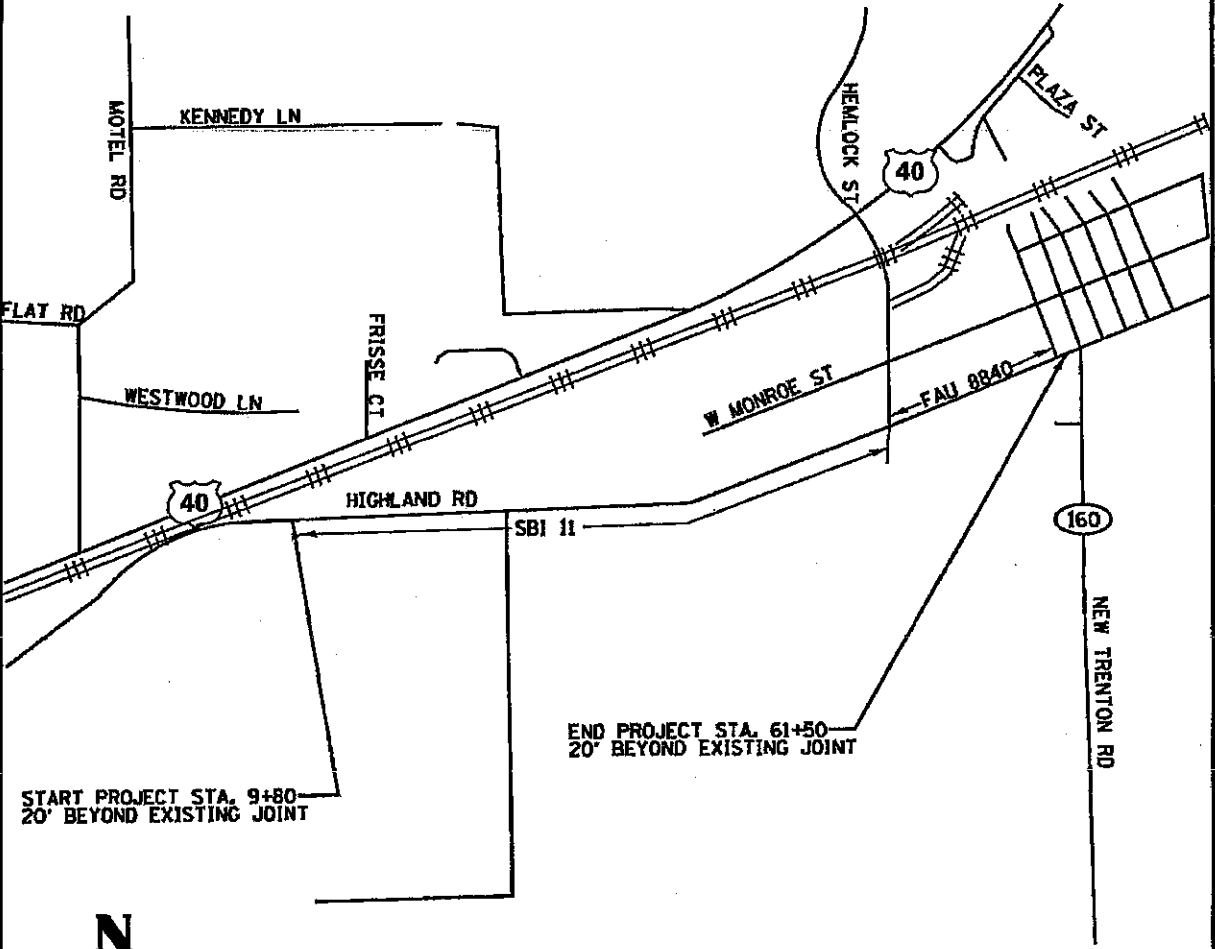 MOTEL RD
KENNEDY LN
HEMLOCK ST
PLAZA ST
40
FLAT RD
FRISSE CT
WESTWOOD LN
W MONROE ST
FAU 8840
40
HIGHLAND RD
SBI 11
160
NEW TRENTON RD
END PROJECT STA. 61+50
20' BEYOND EXISTING JOINT
START PROJECT STA. 9+80
20' BEYOND EXISTING JOINT
N